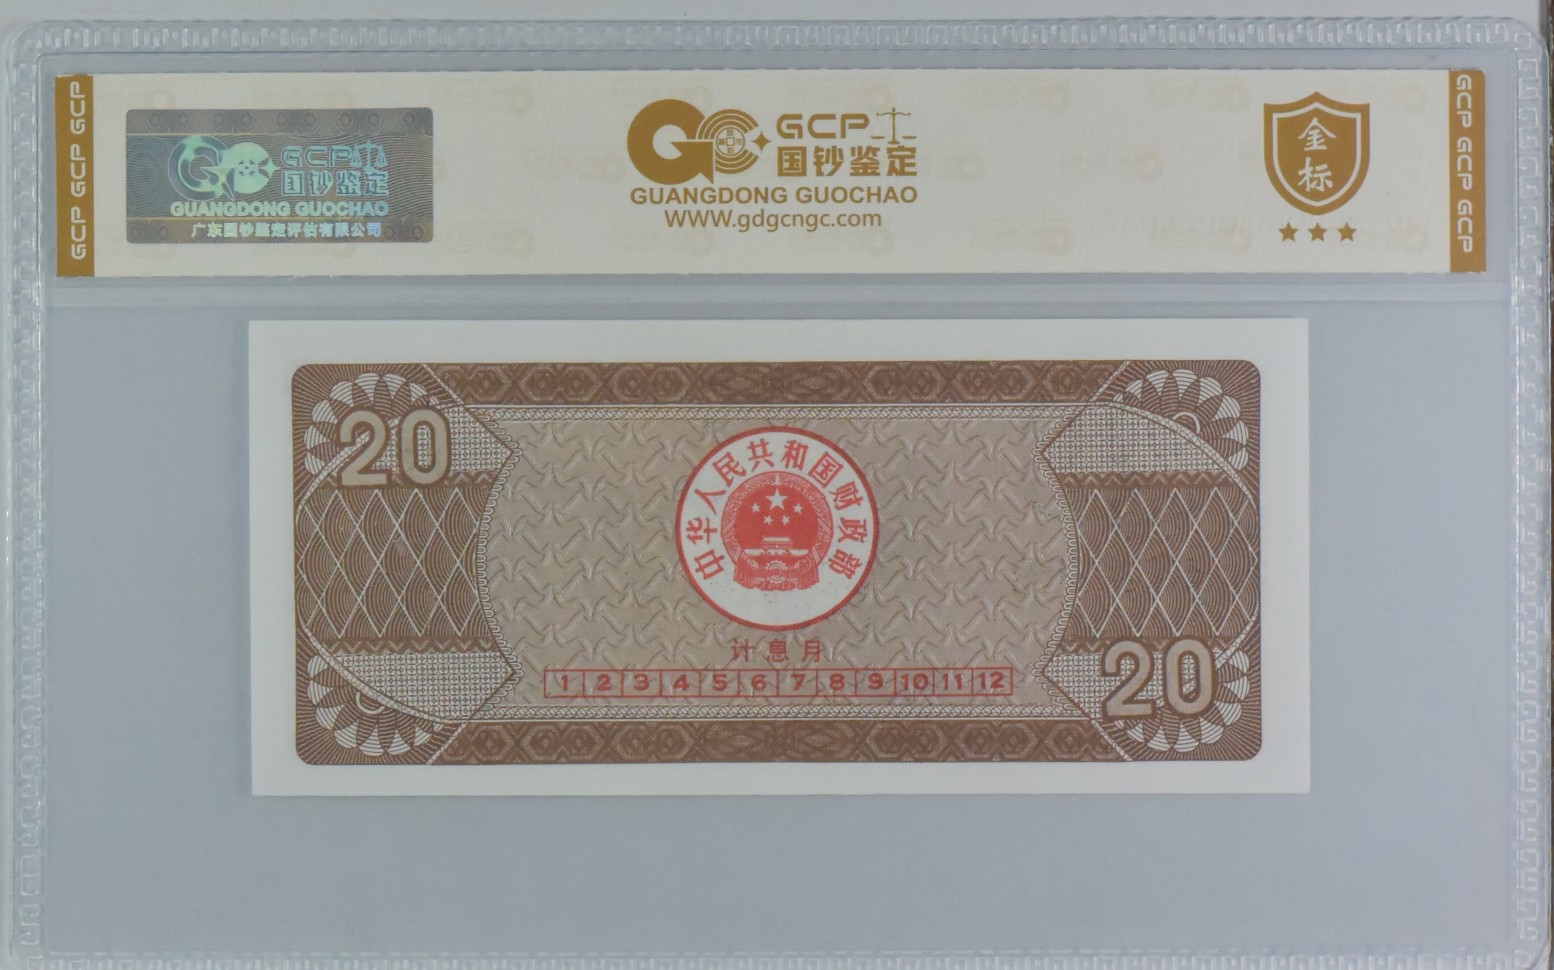 GCP GCP GCP
GCP
国钞鉴定
GUANGDONG GUOCHAO
广东国钞鉴定评估有限公司
GCP
国钞鉴定
GUANGDONG GUOCHAO
WWW.gdgcngc.com
金标
GCP GCP GCP
20
中华人民共和国财政部
计息月
1 2 3 4 5 6 7 8 9 10 11 12
20